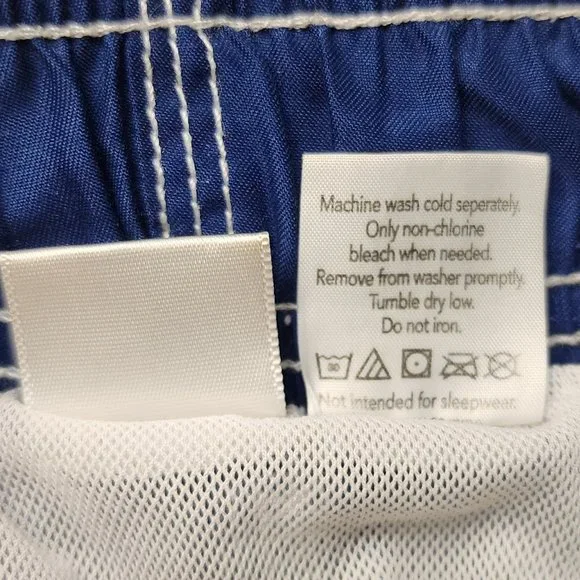 Machine wash cold seperately.
Only non-chlorine
bleach when needed.
Remove from washer promptly.
Tumble dry low.
Do not iron.
30
Not intended for sleepwear.